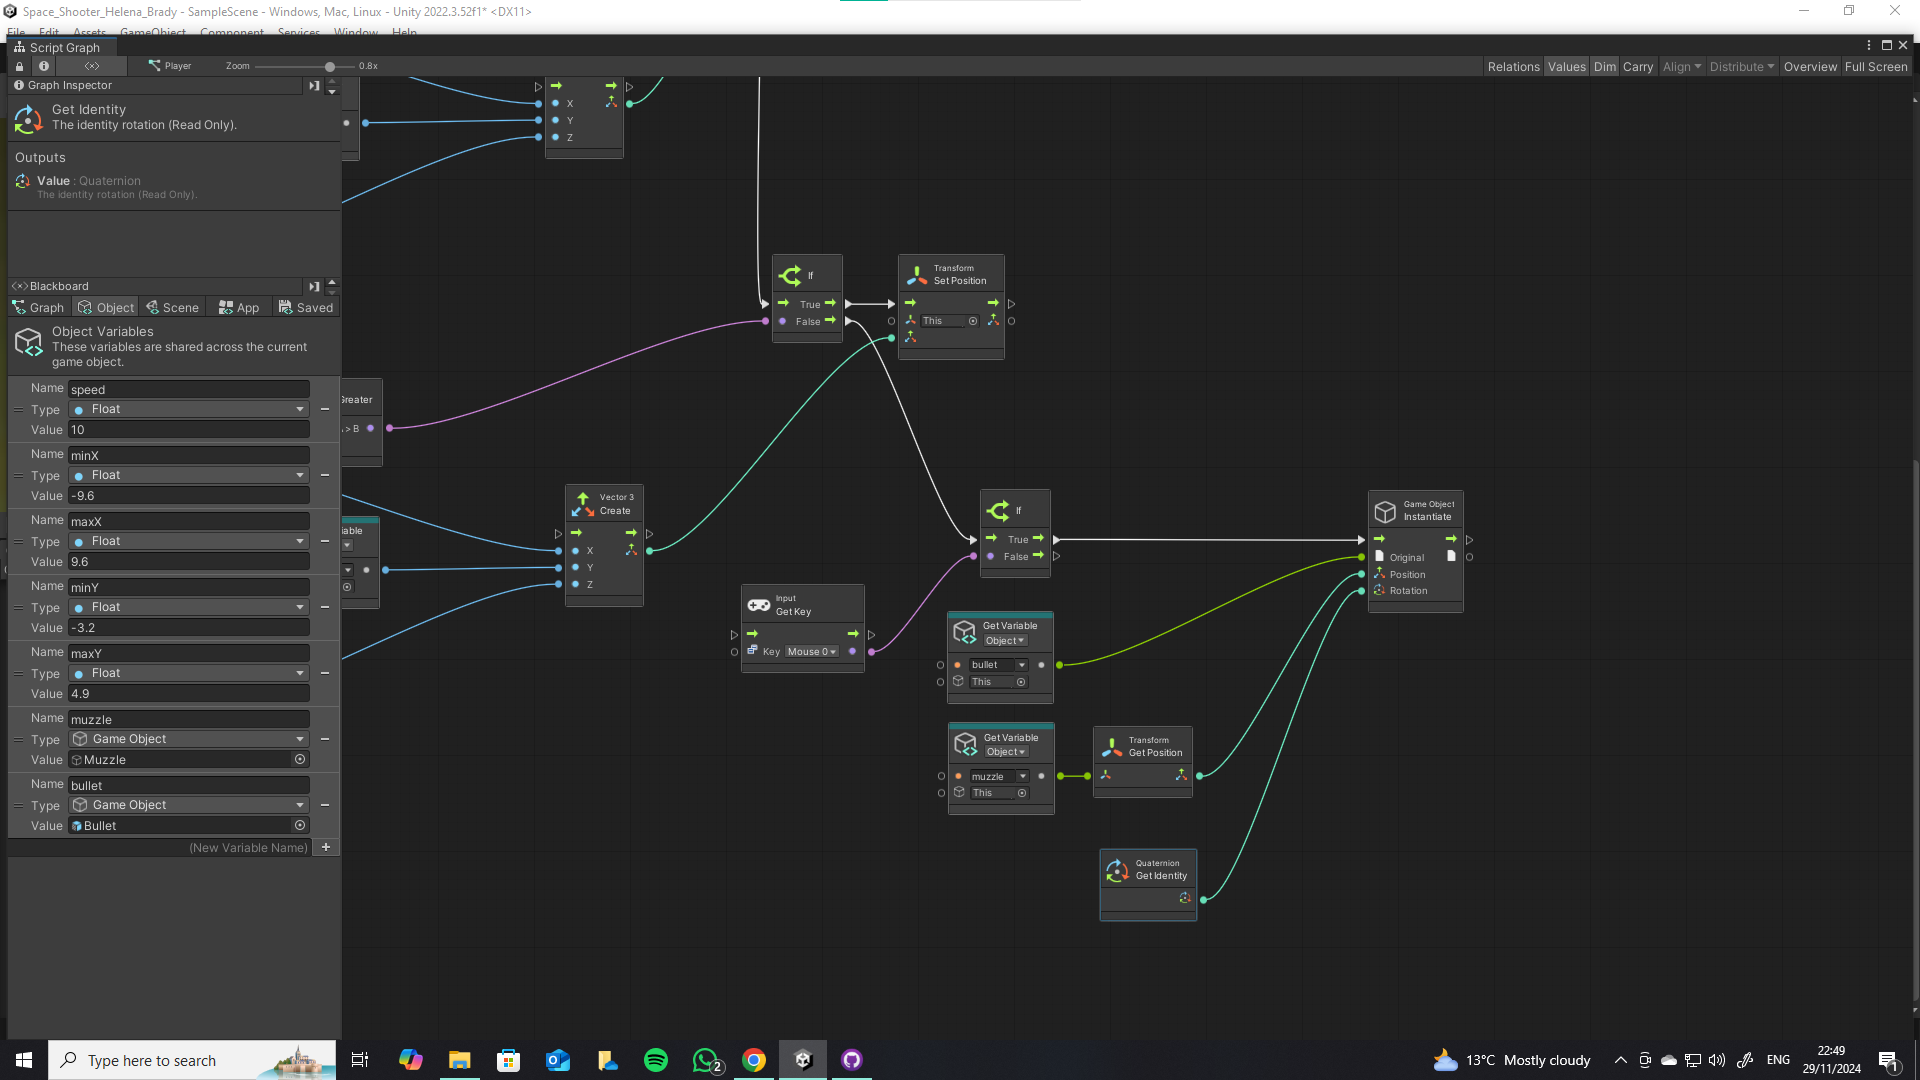 Space_Shooter_Helena_Brady - SampleScene - Windows, Mac, Linux - Unity 2022.3.52f1* <DX11>
File Edit Assets GameObject Component Services Window Help
Script Graph
Player Zoom 0.8x
Relations Values Dim Carry Align Distribute Overview Full Screen
Graph Inspector
Get Identity
The identity rotation (Read Only).
Outputs
Value : Quaternion
The identity rotation (Read Only).
Blackboard
Graph Object Scene App Saved
Object Variables
These variables are shared across the current
game object.
Name speed
Type Float
Value 10
Name minX
Type Float
Value -9.6
Name maxX
Type Float
Value 9.6
Name minY
Type Float
Value -3.2
Name maxY
Type Float
Value 4.9
Name muzzle
Type Game Object
Value Muzzle
Name bullet
Type Game Object
Value Bullet
(New Variable Name) +
X
Y
Z
If
True
False
Transform
Set Position
This
> B
Vector 3
Create
X
Y
Z
If
True
False
Input
Get Key
Key Mouse 0
Get Variable
Object
bullet
This
Get Variable
Object
muzzle
This
Transform
Get Position
Quaternion
Get Identity
Game Object
Instantiate
Original
Position
Rotation
Type here to search
2
13°C Mostly cloudy
ENG
22:49
29/11/2024
1